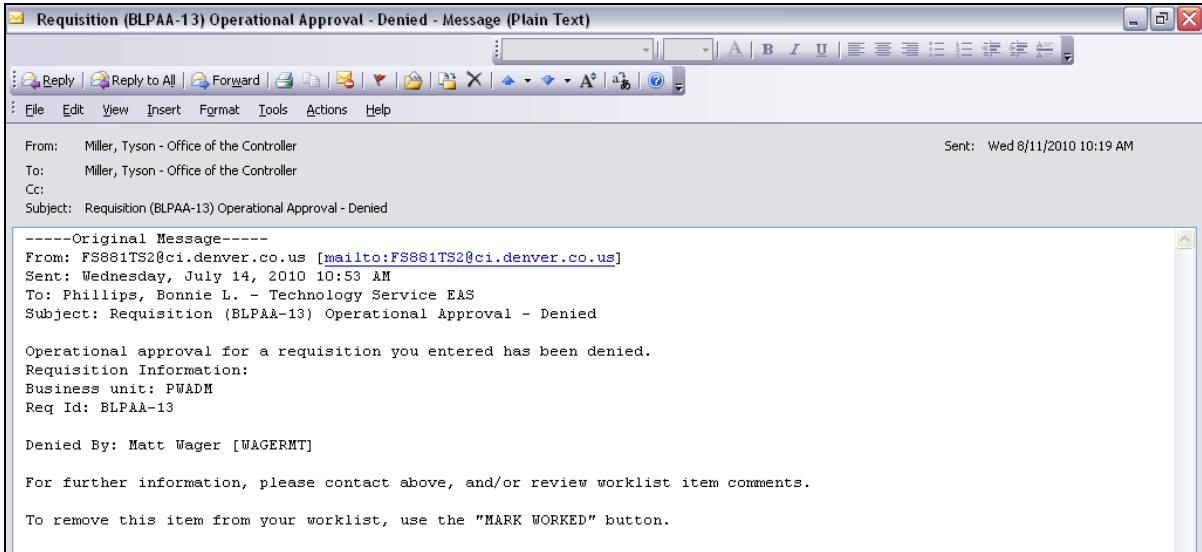 Requisition (BLPAA-13) Operational Approval - Denied - Message (Plain Text)
A B I U
Reply Reply to All Forward
File Edit View Insert Format Tools Actions Help
From: Miller, Tyson - Office of the Controller Sent: Wed 8/11/2010 10:19 AM
To: Miller, Tyson - Office of the Controller
Cc:
Subject: Requisition (BLPAA-13) Operational Approval - Denied
-----Original Message-----
From: FS881TS2@ci.denver.co.us [mailto:FS881TS2@ci.denver.co.us]
Sent: Wednesday, July 14, 2010 10:53 AM
To: Phillips, Bonnie L. - Technology Service EAS
Subject: Requisition (BLPAA-13) Operational Approval - Denied
Operational approval for a requisition you entered has been denied.
Requisition Information:
Business unit: PWADM
Req Id: BLPAA-13
Denied By: Matt Wager [WAGERMT]
For further information, please contact above, and/or review worklist item comments.
To remove this item from your worklist, use the "MARK WORKED" button.